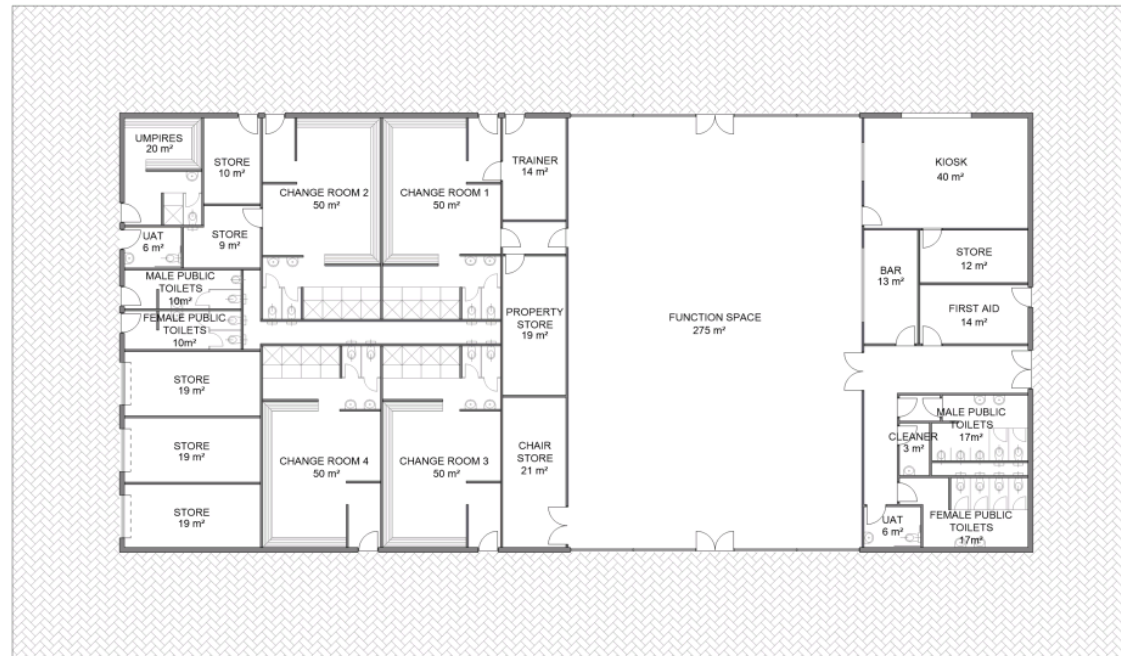 UMPIRES
20 m²
STORE
10 m²
CHANGE ROOM 2
50 m²
CHANGE ROOM 1
50 m²
TRAINER
14 m²
KIOSK
40 m²
UAT
6 m²
STORE
9 m²
STORE
12 m²
BAR
13 m²
MALE PUBLIC
TOILETS
10m²
FEMALE PUBLIC
TOILETS
10m²
PROPERTY
STORE
19 m²
FUNCTION SPACE
275 m²
FIRST AID
14 m²
STORE
19 m²
STORE
19 m²
STORE
19 m²
CHANGE ROOM 4
50 m²
CHANGE ROOM 3
50 m²
CHAIR
STORE
21 m²
MALE PUBLIC
TOILETS
17m²
CLEANER
3 m²
UAT
6 m²
FEMALE PUBLIC
TOILETS
17m²